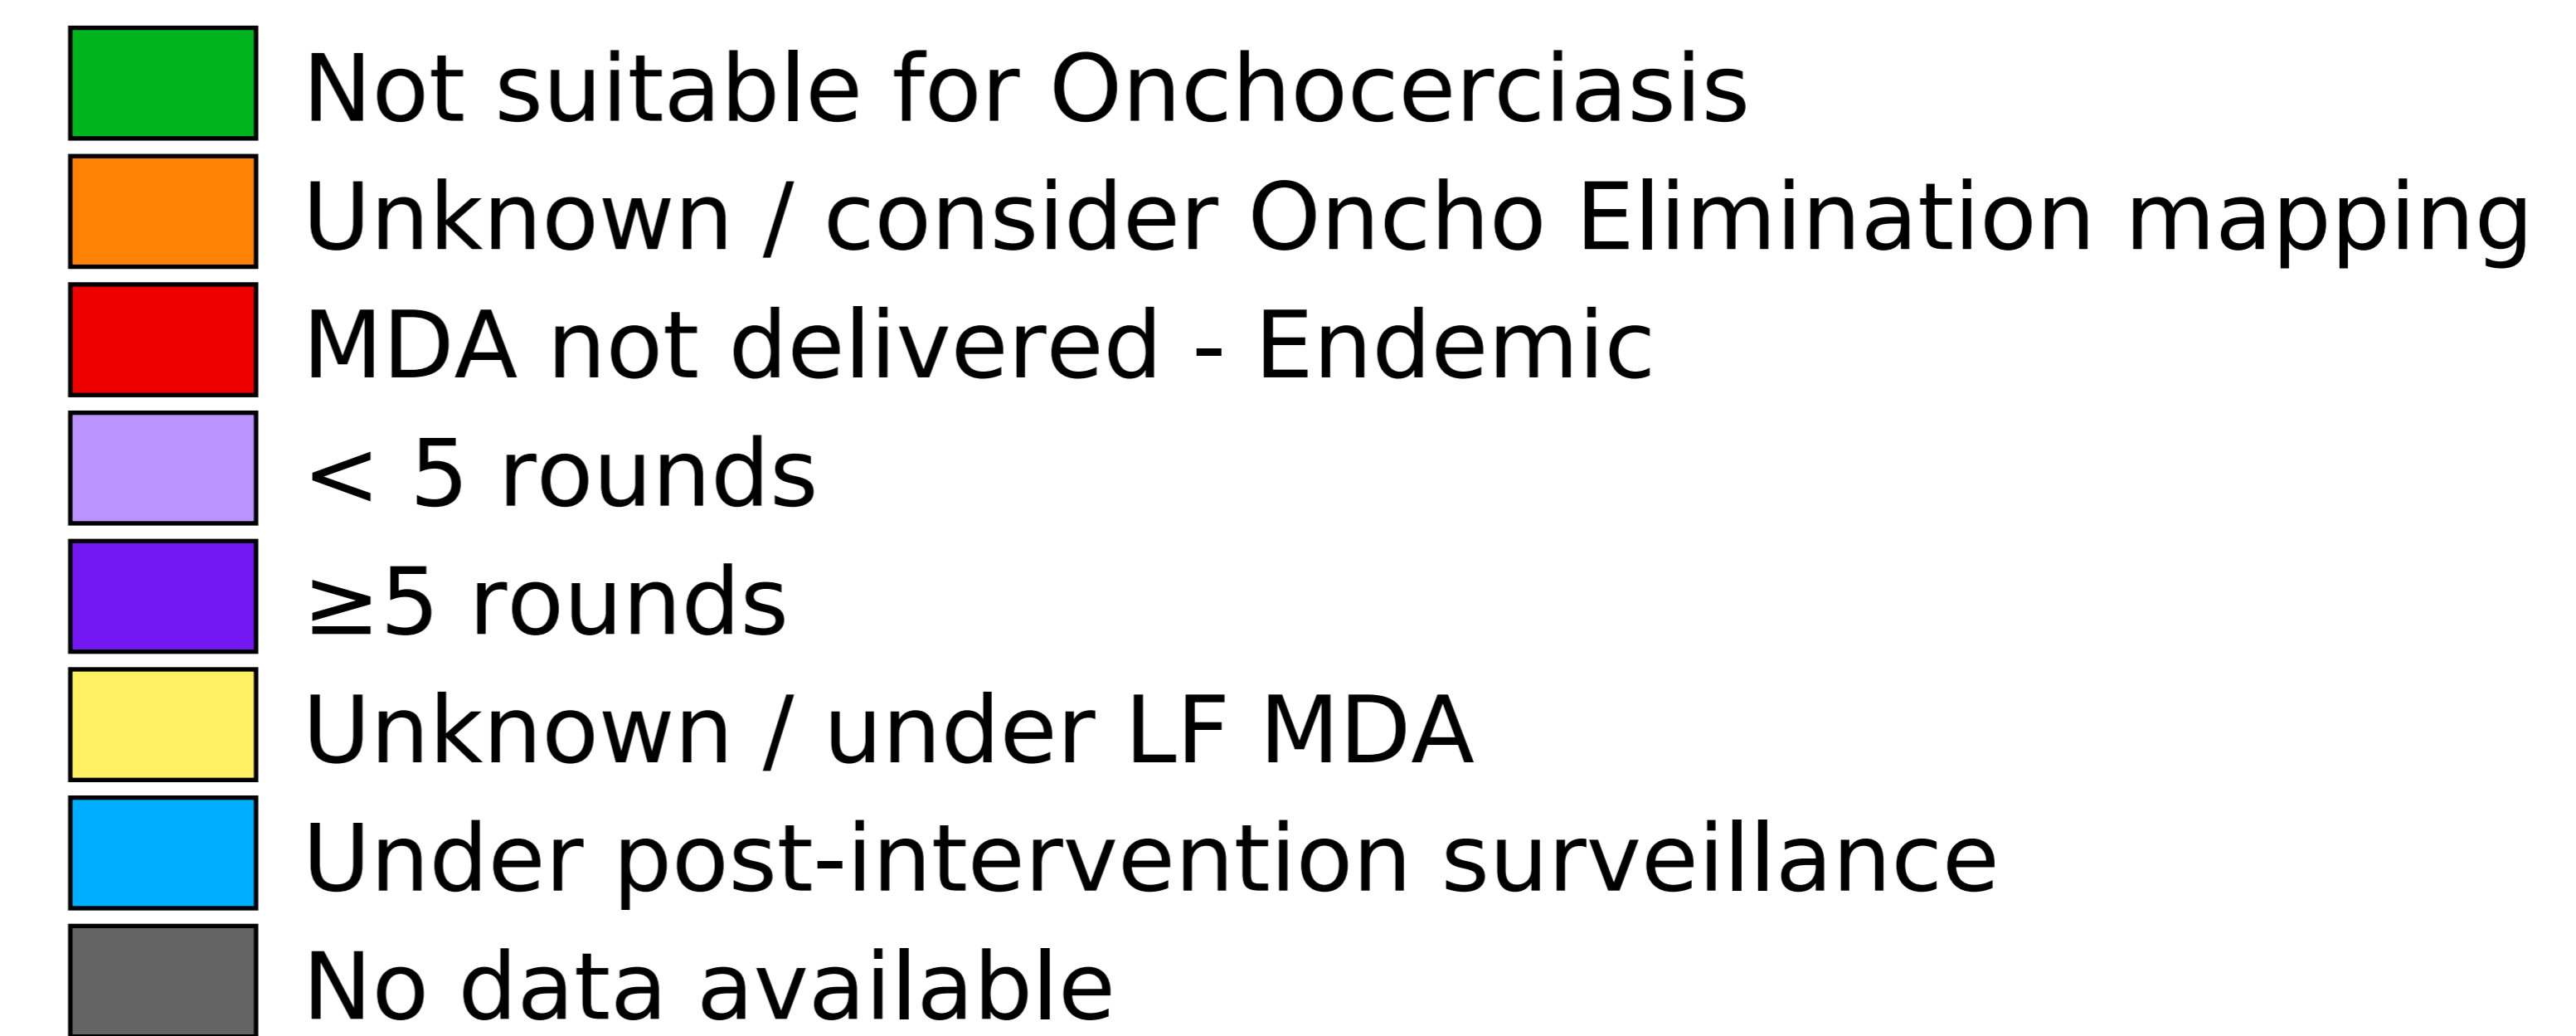 Not suitable for Onchocerciasis
Unknown / consider Oncho Elimination mapping
MDA not delivered - Endemic
< 5 rounds
≥5 rounds
Unknown / under LF MDA
Under post-intervention surveillance
No data available